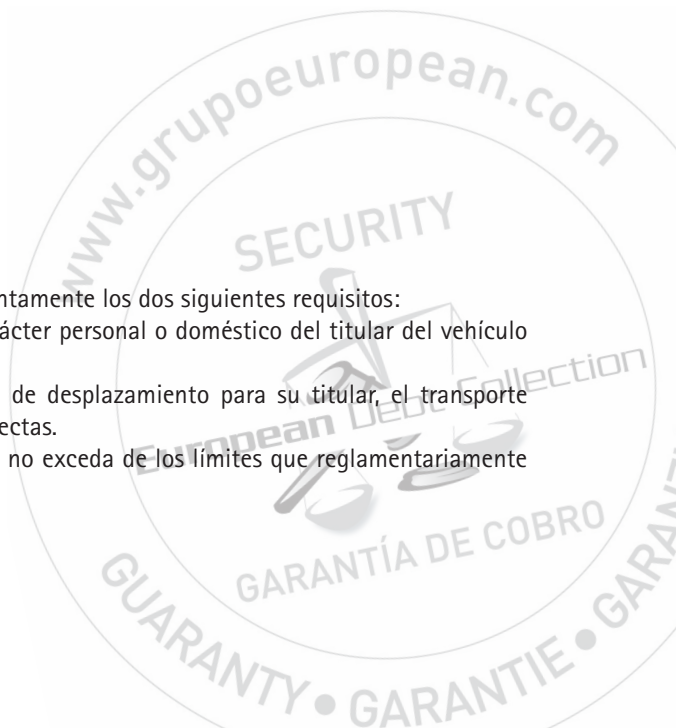 www.grupoeuropean.com
SECURITY
ntamente los dos siguientes requisitos:
ácter personal o doméstico del titular del vehículo
de desplazamiento para su titular, el transporte
ectas.
European Debt Collection
no exceda de los límites que reglamentariamente
GARANTÍA DE COBRO
GUARANTY • GARANTIE • GARANT